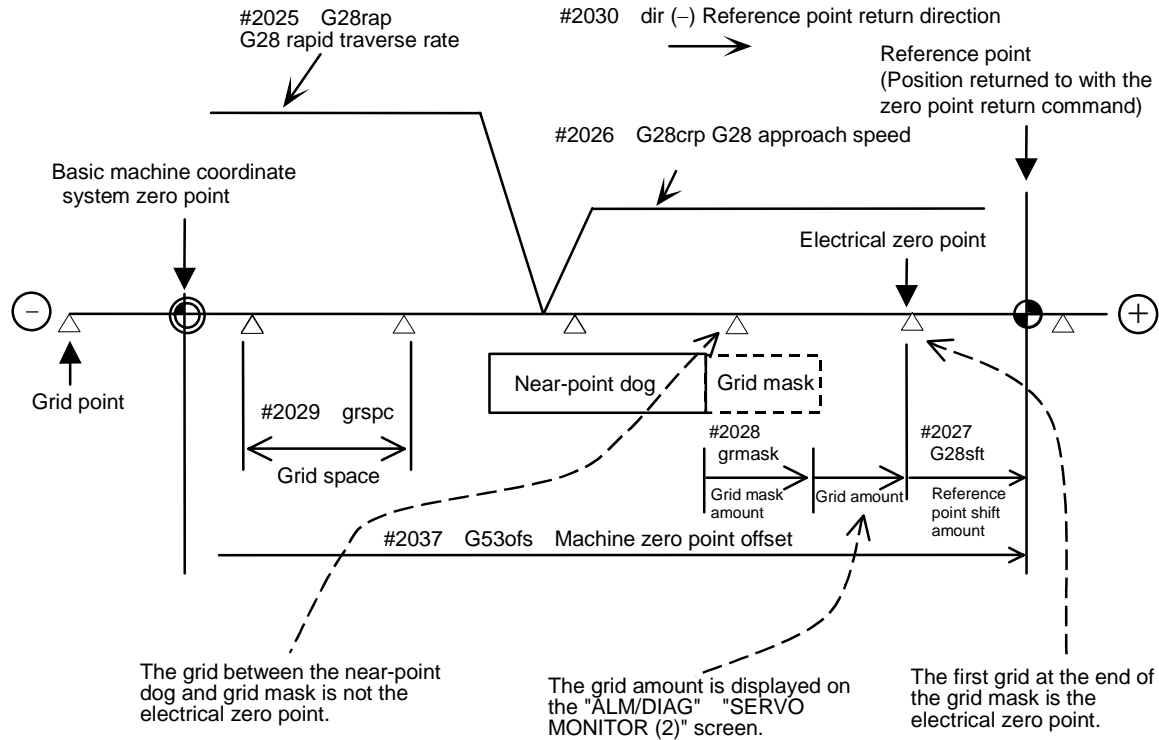 #2025 G28rap
G28 rapid traverse rate
#2030 dir (–) Reference point return direction
Reference point
(Position returned to with the
zero point return command)
#2026 G28crp G28 approach speed
Basic machine coordinate
system zero point
Electrical zero point
−
+
Grid point
#2029 grspc
Grid space
Near-point dog
Grid mask
#2028
grmask
Grid mask
amount
Grid amount
#2027
G28sft
Reference
point shift
amount
#2037 G53ofs Machine zero point offset
The grid between the near-point
dog and grid mask is not the
electrical zero point.
The grid amount is displayed on
the "ALM/DIAG" "SERVO
MONITOR (2)" screen.
The first grid at the end of
the grid mask is the
electrical zero point.